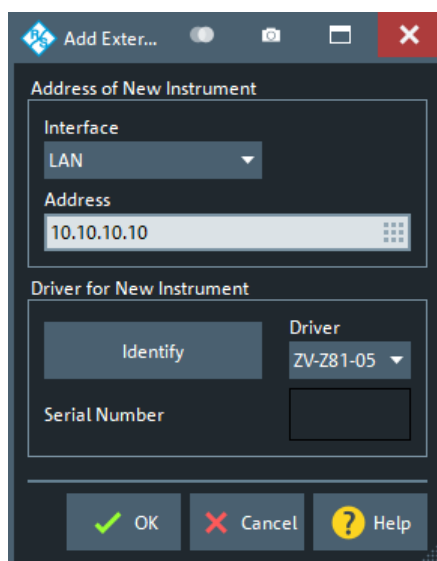 Add Exter...
Address of New Instrument
Interface
LAN
Address
10.10.10.10
Driver for New Instrument
Identify
Driver
ZV-Z81-05
Serial Number
OK
Cancel
? Help